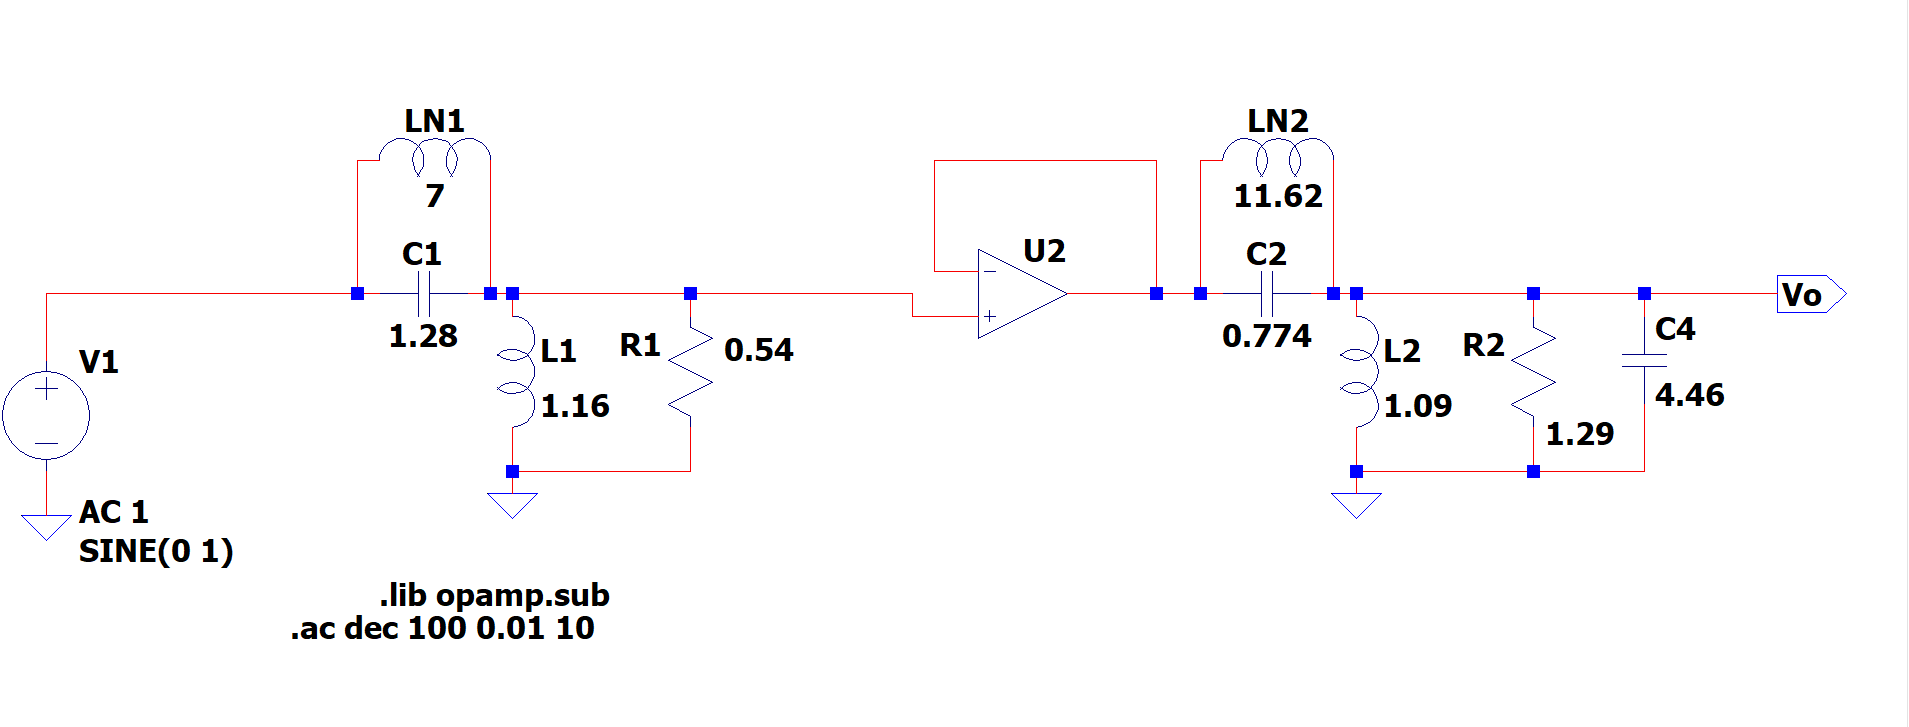 LN1
7
C1
1.28
L1
1.16
R1
0.54
V1
AC 1
SINE(0 1)
U2
LN2
11.62
C2
0.774
L2
1.09
R2
1.29
C4
4.46
Vo
.lib opamp.sub
.ac dec 100 0.01 10